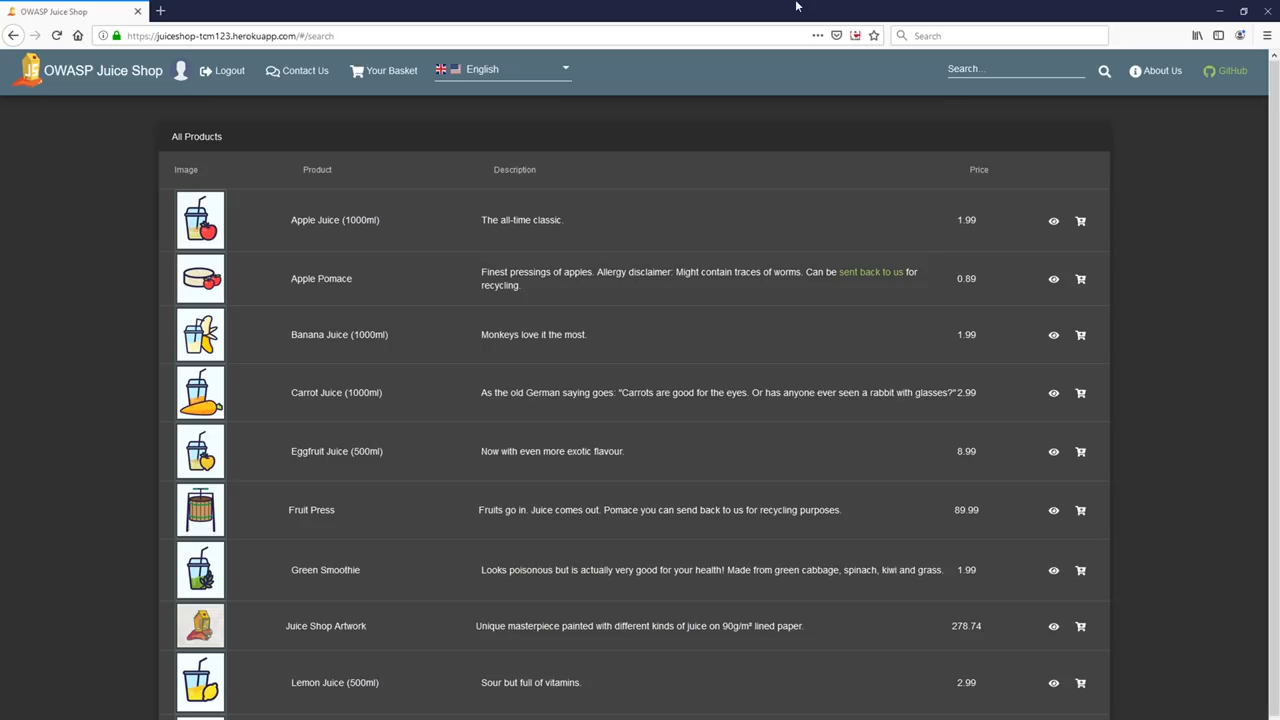 OWASP Juice Shop
https://juiceshop-tcm123.herokuapp.com/#/search
Search
OWASP Juice Shop
Logout
Contact Us
Your Basket
English
Search...
About Us
GitHub
All Products
Image Product Description Price
Apple Juice (1000ml) The all-time classic. 1.99
Apple Pomace Finest pressings of apples. Allergy disclaimer: Might contain traces of worms. Can be sent back to us for
recycling. 0.89
Banana Juice (1000ml) Monkeys love it the most. 1.99
Carrot Juice (1000ml) As the old German saying goes: "Carrots are good for the eyes. Or has anyone ever seen a rabbit with glasses?" 2.99
Eggfruit Juice (500ml) Now with even more exotic flavour. 8.99
Fruit Press Fruits go in. Juice comes out. Pomace you can send back to us for recycling purposes. 89.99
Green Smoothie Looks poisonous but is actually very good for your health! Made from green cabbage, spinach, kiwi and grass. 1.99
Juice Shop Artwork Unique masterpiece painted with different kinds of juice on 90g/m² lined paper. 278.74
Lemon Juice (500ml) Sour but full of vitamins. 2.99